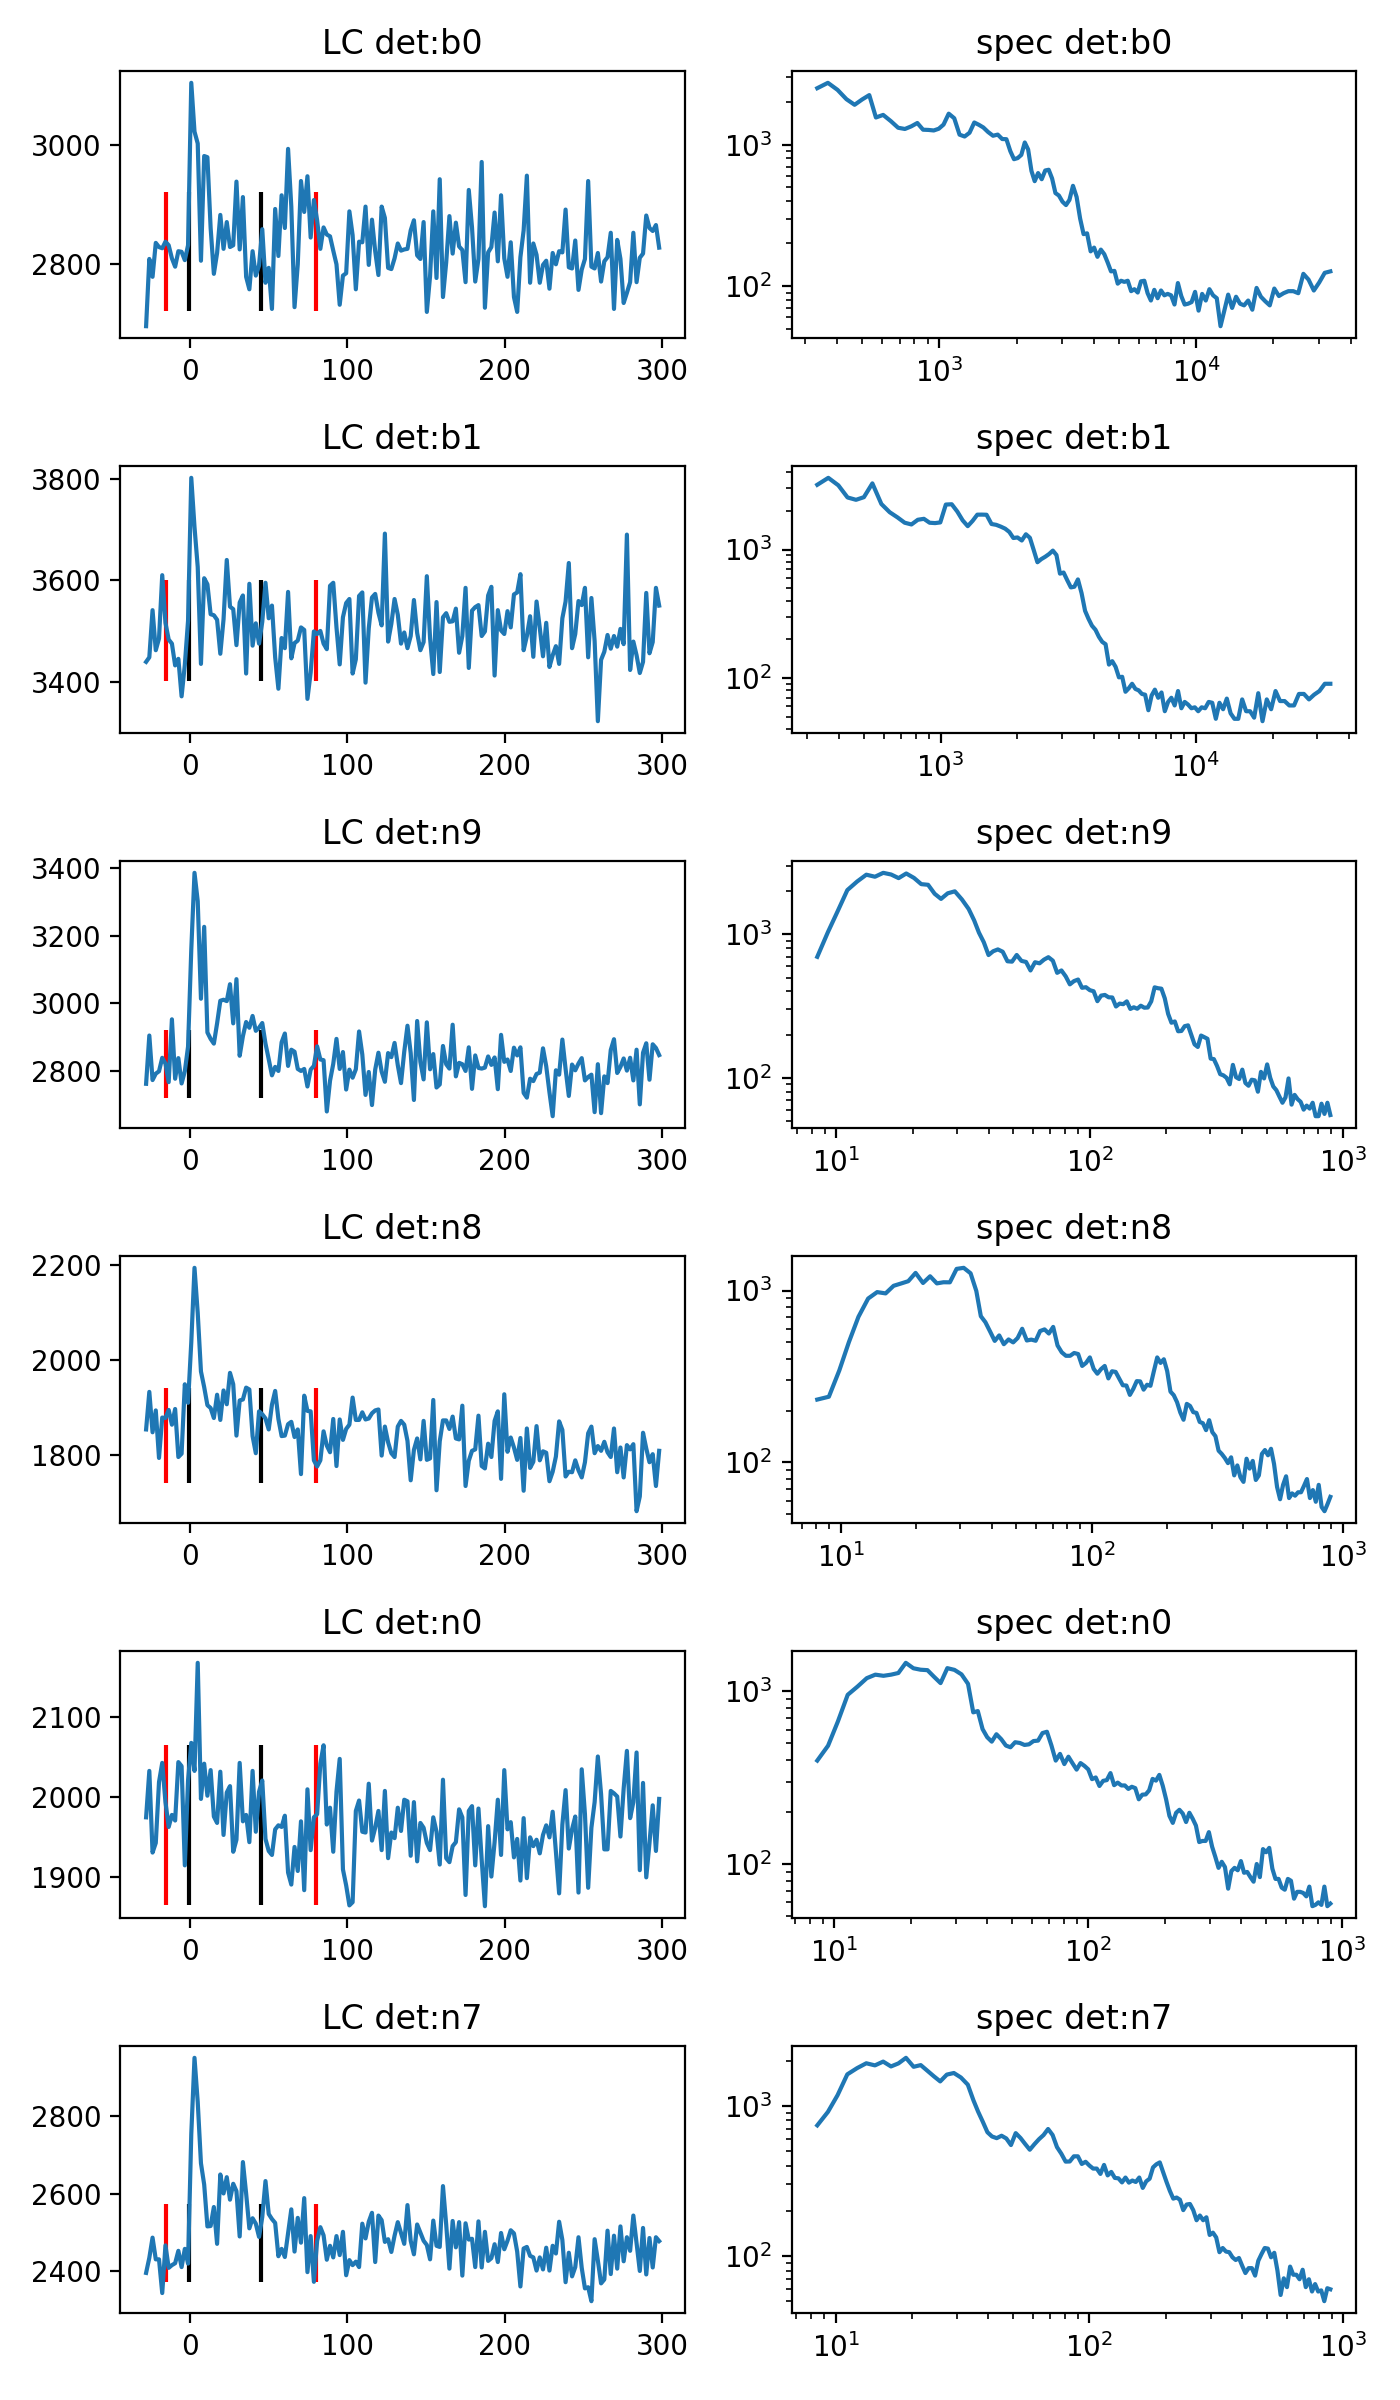 LC det:b0
spec det:b0
3000
2800
0 100 200 300
10³
10²
10³ 10⁴
LC det:b1
spec det:b1
3800
3600
3400
0 100 200 300
10³
10²
10³ 10⁴
LC det:n9
spec det:n9
3400
3200
3000
2800
0 100 200 300
10³
10²
10¹ 10² 10³
LC det:n8
spec det:n8
2200
2000
1800
0 100 200 300
10³
10²
10¹ 10² 10³
LC det:n0
spec det:n0
2100
2000
1900
0 100 200 300
10³
10²
10¹ 10² 10³
LC det:n7
spec det:n7
2800
2600
2400
0 100 200 300
10³
10²
10¹ 10² 10³